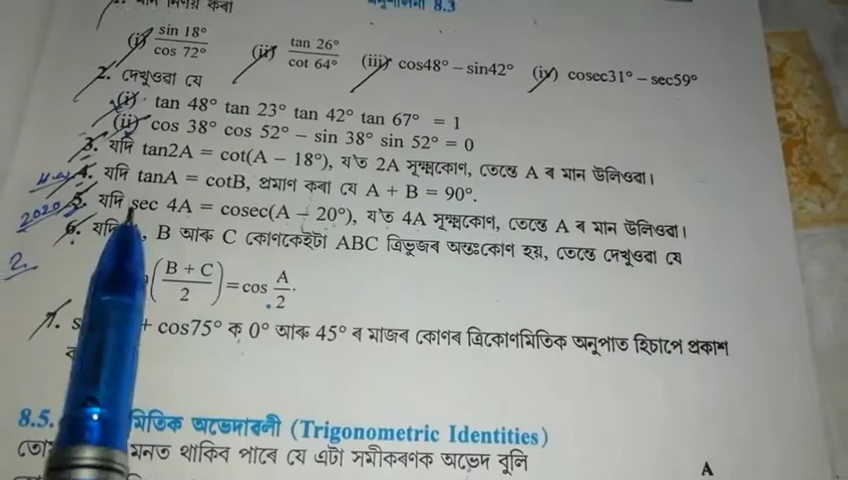 1. মান নিৰ্ণয় কৰা অনুশীলনী 8.3
(i) sin 18° / cos 72° (ii) tan 26° / cot 64° (iii) cos48° – sin42° (iv) cosec31° – sec59°
2. দেখুওৱা যে
(i) tan 48° tan 23° tan 42° tan 67° = 1
(ii) cos 38° cos 52° – sin 38° sin 52° = 0
3. যদি tan2A = cot(A – 18°), য'ত 2A সূক্ষ্মকোণ, তেন্তে A ৰ মান উলিওৱা।
4. যদি tanA = cotB, প্ৰমাণ কৰা যে A + B = 90°.
2020 5. যদি sec 4A = cosec(A – 20°), য'ত 4A সূক্ষ্মকোণ, তেন্তে A ৰ মান উলিওৱা।
6. যদি , B আৰু C কোণকেইটা ABC ত্ৰিভুজৰ অন্তঃকোণ হয়, তেন্তে দেখুওৱা যে
2
(B + C / 2) = cos A / 2.
7. s + cos75° ক 0° আৰু 45° ৰ মাজৰ কোণৰ ত্ৰিকোণমিতিক অনুপাত হিচাপে প্ৰকাশ
8.5. মিতিক অভেদাৱলী (Trigonometric Identities)
মনত থাকিব পাৰে যে এটা সমীকৰণক অভেদ বুলি
A